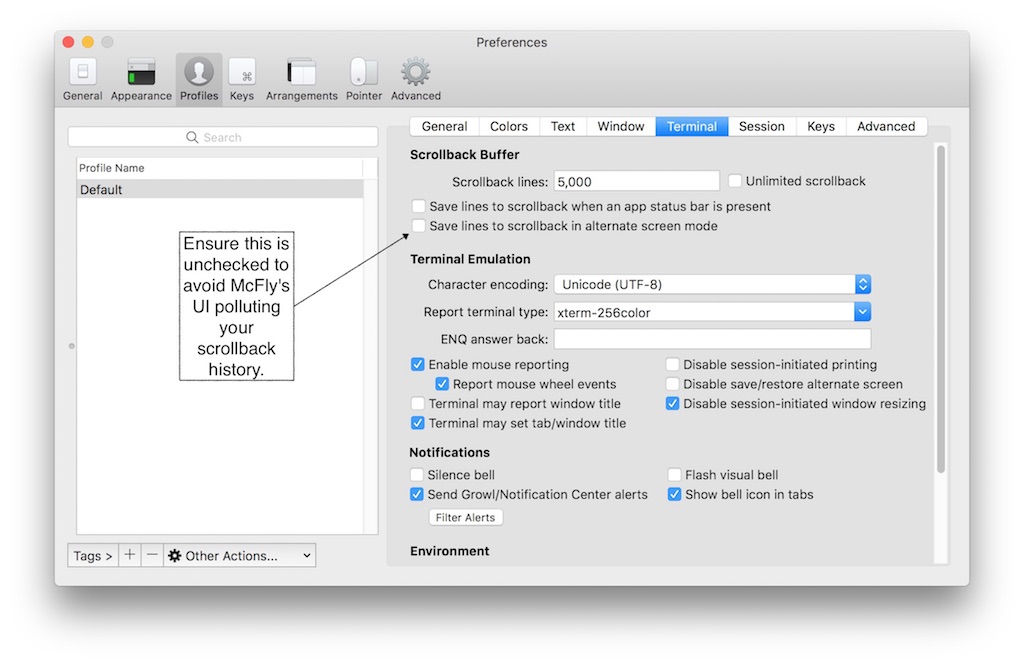 Preferences
General Appearance Profiles Keys Arrangements Pointer Advanced
Search
Profile Name
Default
Ensure this is
unchecked to
avoid McFly's
UI polluting
your
scrollback
history.
Tags > + − Other Actions...
General Colors Text Window Terminal Session Keys Advanced
Scrollback Buffer
Scrollback lines: 5,000 Unlimited scrollback
Save lines to scrollback when an app status bar is present
Save lines to scrollback in alternate screen mode
Terminal Emulation
Character encoding: Unicode (UTF-8)
Report terminal type: xterm-256color
ENQ answer back:
Enable mouse reporting Disable session-initiated printing
Report mouse wheel events Disable save/restore alternate screen
Terminal may report window title Disable session-initiated window resizing
Terminal may set tab/window title
Notifications
Silence bell Flash visual bell
Send Growl/Notification Center alerts Show bell icon in tabs
Filter Alerts
Environment